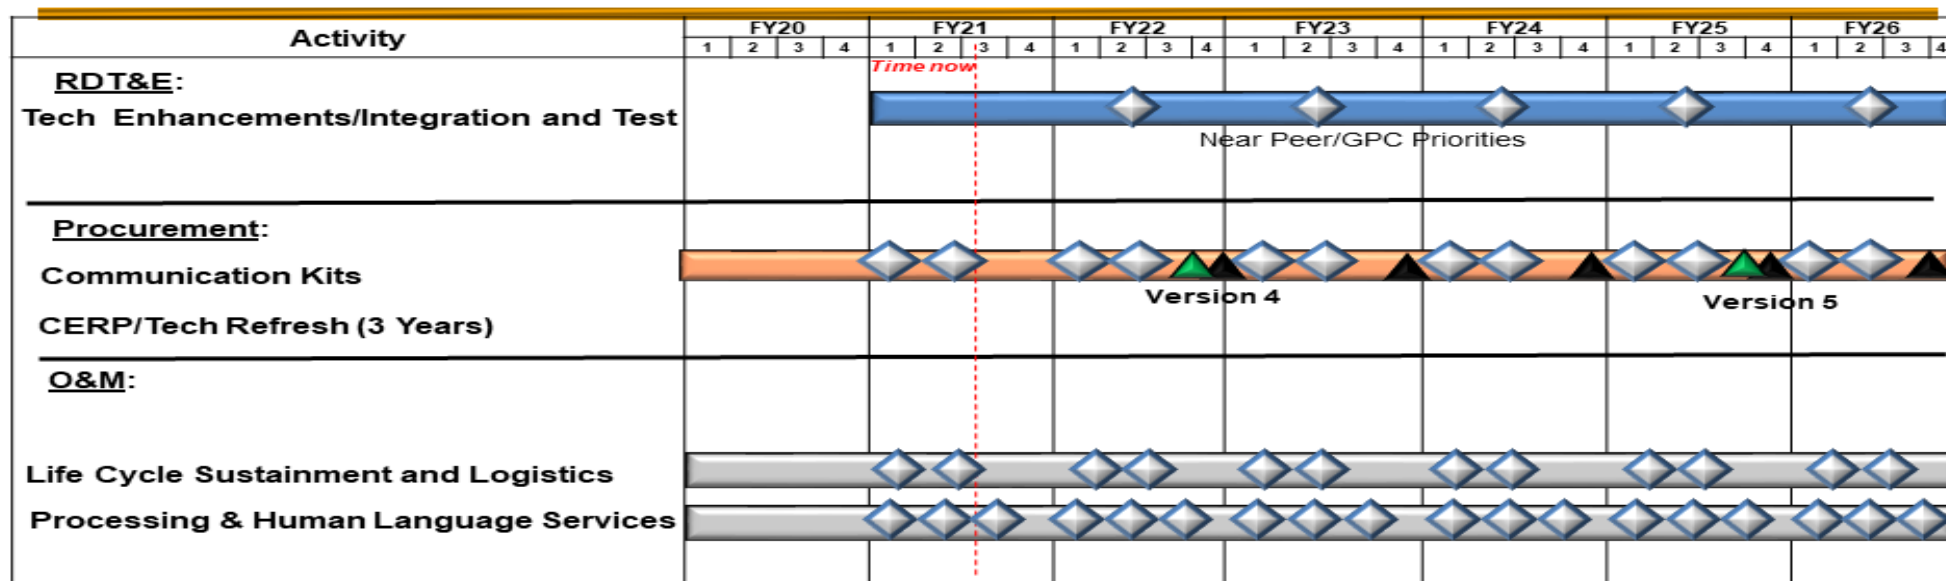 Activity
FY20 FY21 FY22 FY23 FY24 FY25 FY26
1 2 3 4 1 2 3 4 1 2 3 4 1 2 3 4 1 2 3 4 1 2 3 4 1 2 3 4
Time now
RDT&E:
Tech Enhancements/Integration and Test
Near Peer/GPC Priorities
Procurement:
Communication Kits
Version 4
Version 5
CERP/Tech Refresh (3 Years)
O&M:
Life Cycle Sustainment and Logistics
Processing & Human Language Services